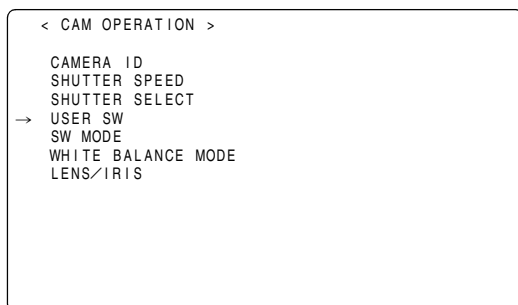 < CAM OPERATION >
CAMERA ID
SHUTTER SPEED
SHUTTER SELECT
→ USER SW
SW MODE
WHITE BALANCE MODE
LENS/IRIS